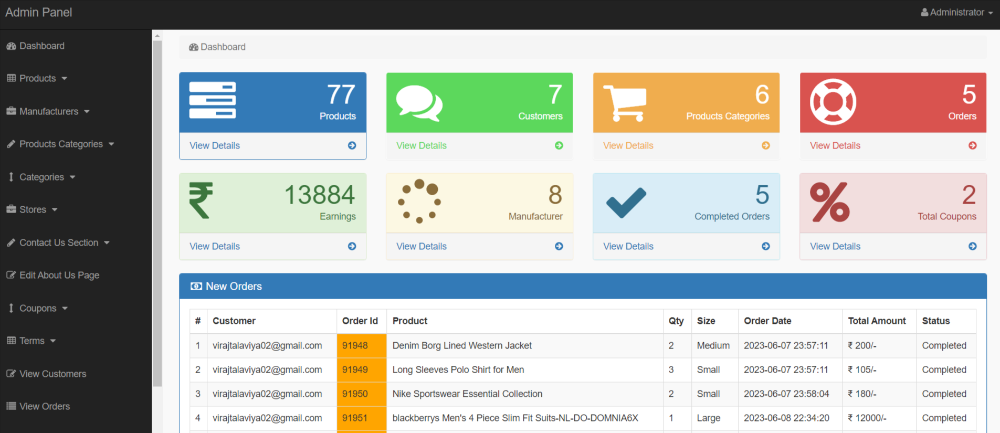 Admin Panel
Administrator
Dashboard
Products
Manufacturers
Products Categories
Categories
Stores
Contact Us Section
Edit About Us Page
Coupons
Terms
View Customers
View Orders
Dashboard
77
Products
View Details
7
Customers
View Details
6
Products Categories
View Details
5
Orders
View Details
₹ 13884
Earnings
View Details
8
Manufacturer
View Details
5
Completed Orders
View Details
% 2
Total Coupons
View Details
New Orders
# Customer Order Id Product Qty Size Order Date Total Amount Status
1 virajtalaviya02@gmail.com 91948 Denim Borg Lined Western Jacket 2 Medium 2023-06-07 23:57:11 ₹ 200/- Completed
2 virajtalaviya02@gmail.com 91949 Long Sleeves Polo Shirt for Men 3 Small 2023-06-07 23:57:11 ₹ 105/- Completed
3 virajtalaviya02@gmail.com 91950 Nike Sportswear Essential Collection 2 Small 2023-06-07 23:58:04 ₹ 180/- Completed
4 virajtalaviya02@gmail.com 91951 blackberrys Men's 4 Piece Slim Fit Suits-NL-DO-DOMNIA6X 1 Large 2023-06-08 22:34:20 ₹ 12000/- Completed